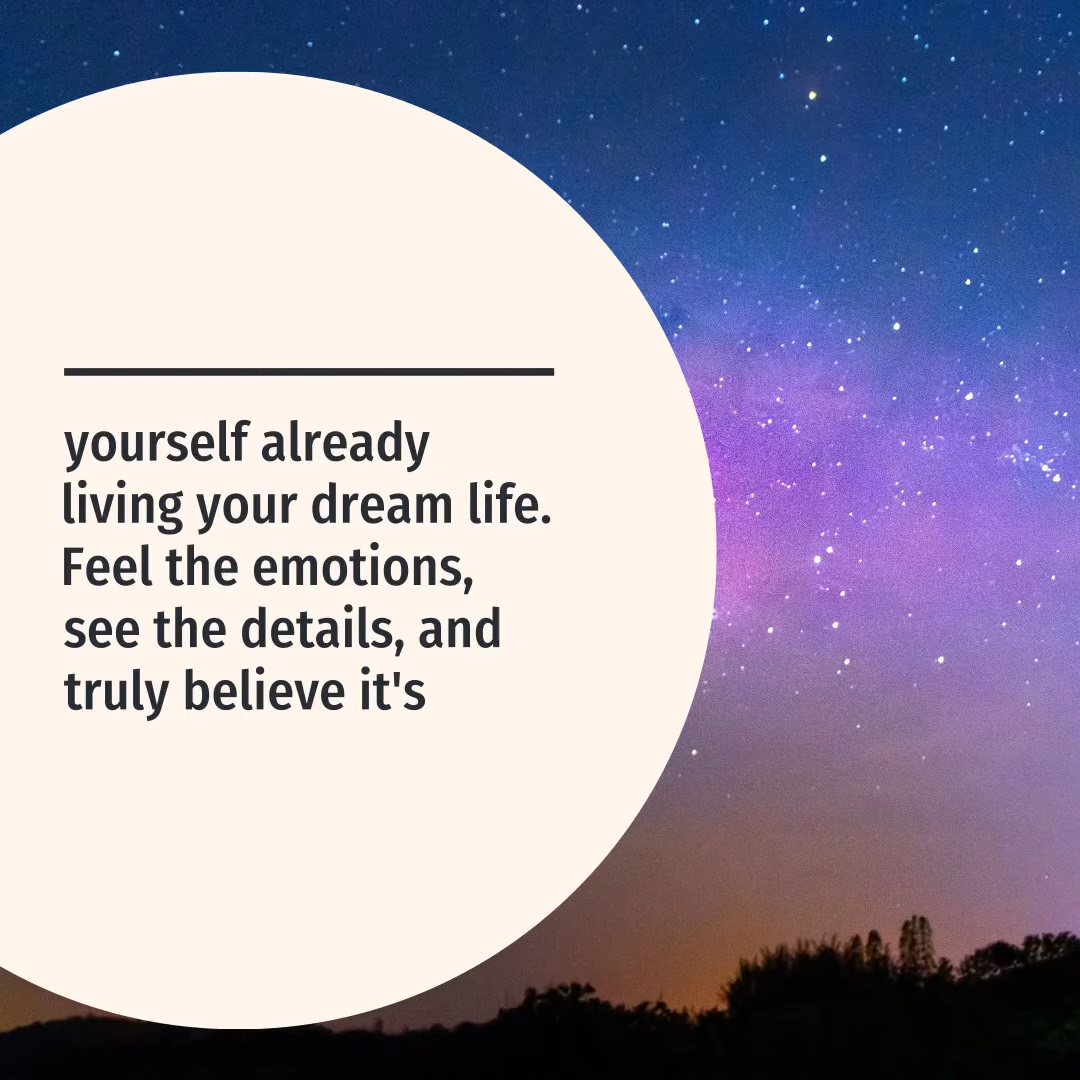 yourself already
living your dream life.
Feel the emotions,
see the details, and
truly believe it's